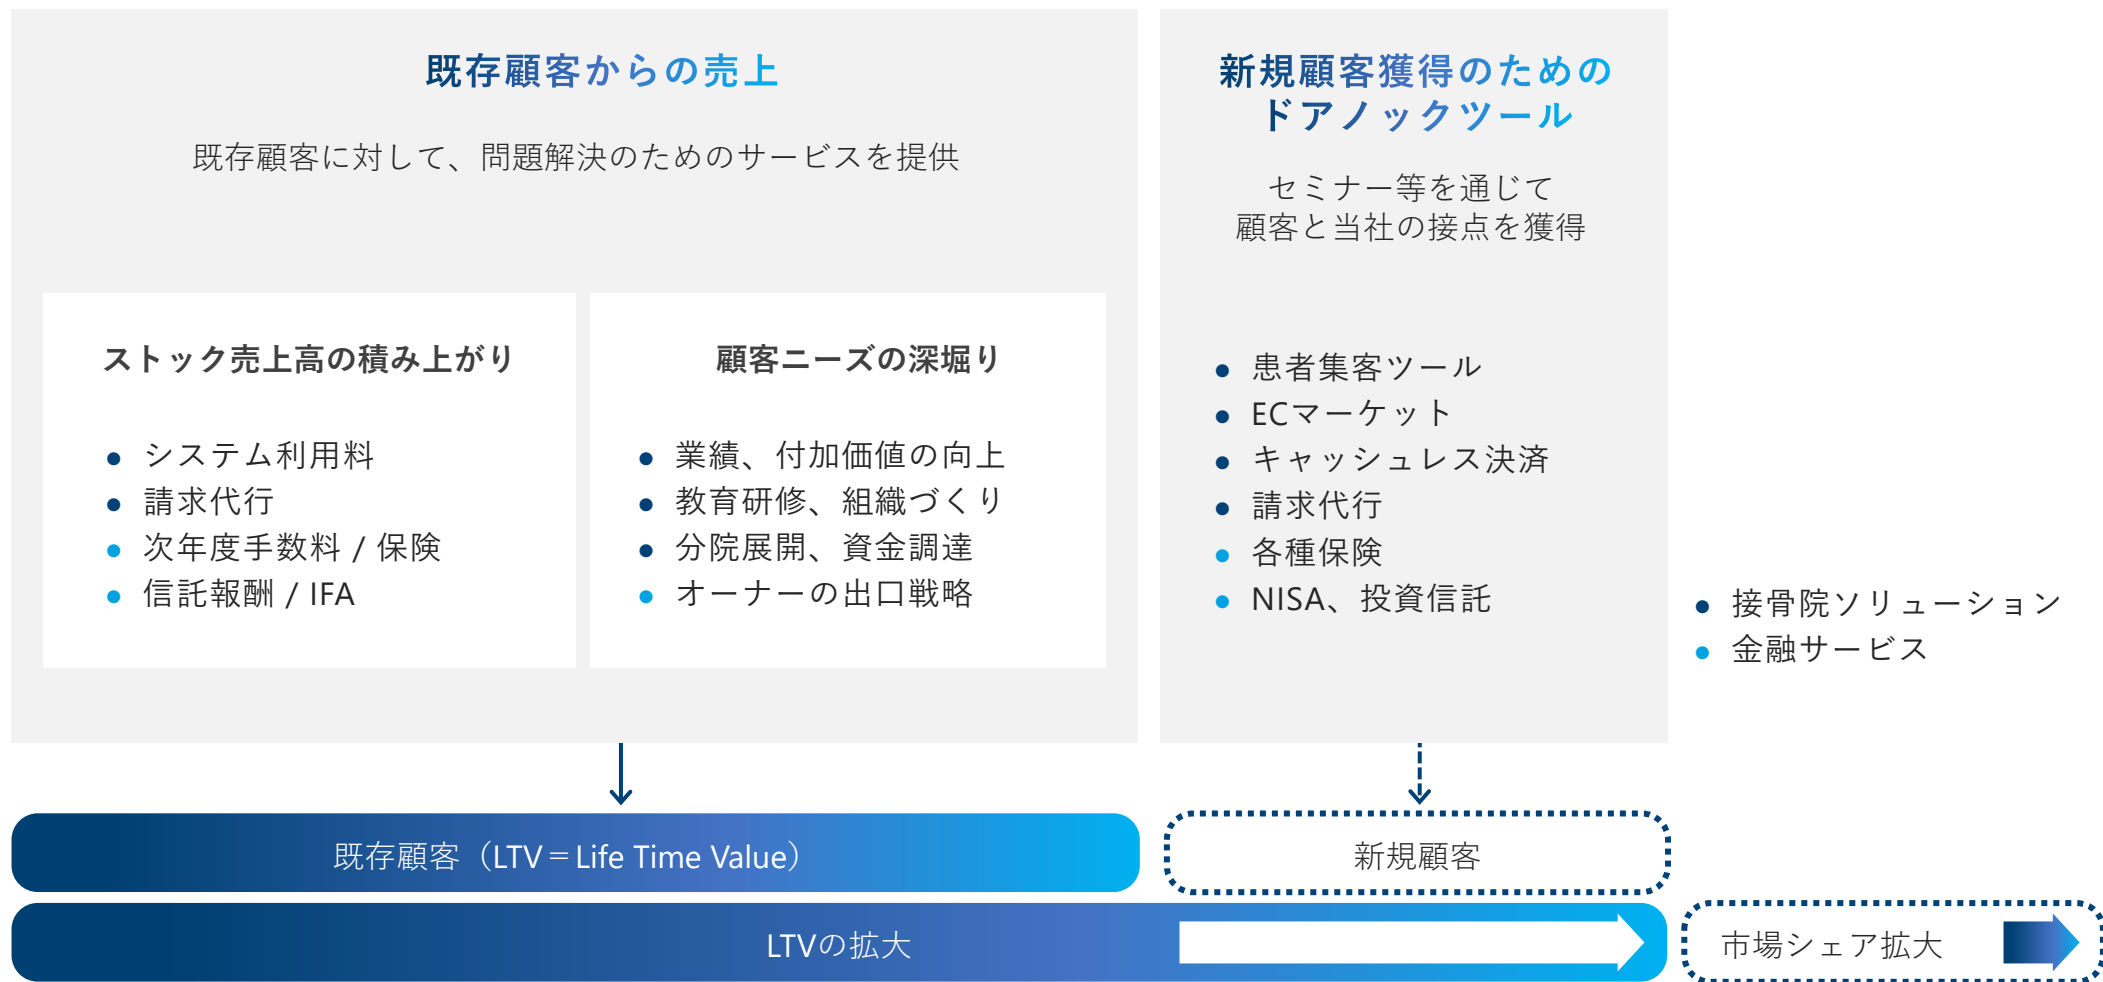 既存顧客からの売上
既存顧客に対して、問題解決のためのサービスを提供
ストック売上高の積み上がり
システム利用料
請求代行
次年度手数料 / 保険
信託報酬 / IFA
顧客ニーズの深堀り
業績、付加価値の向上
教育研修、組織づくり
分院展開、資金調達
オーナーの出口戦略
新規顧客獲得のための
ドアノックツール
セミナー等を通じて
顧客と当社の接点を獲得
患者集客ツール
ECマーケット
キャッシュレス決済
請求代行
各種保険
NISA、投資信託
接骨院ソリューション
金融サービス
既存顧客（LTV＝Life Time Value）
新規顧客
LTVの拡大
市場シェア拡大